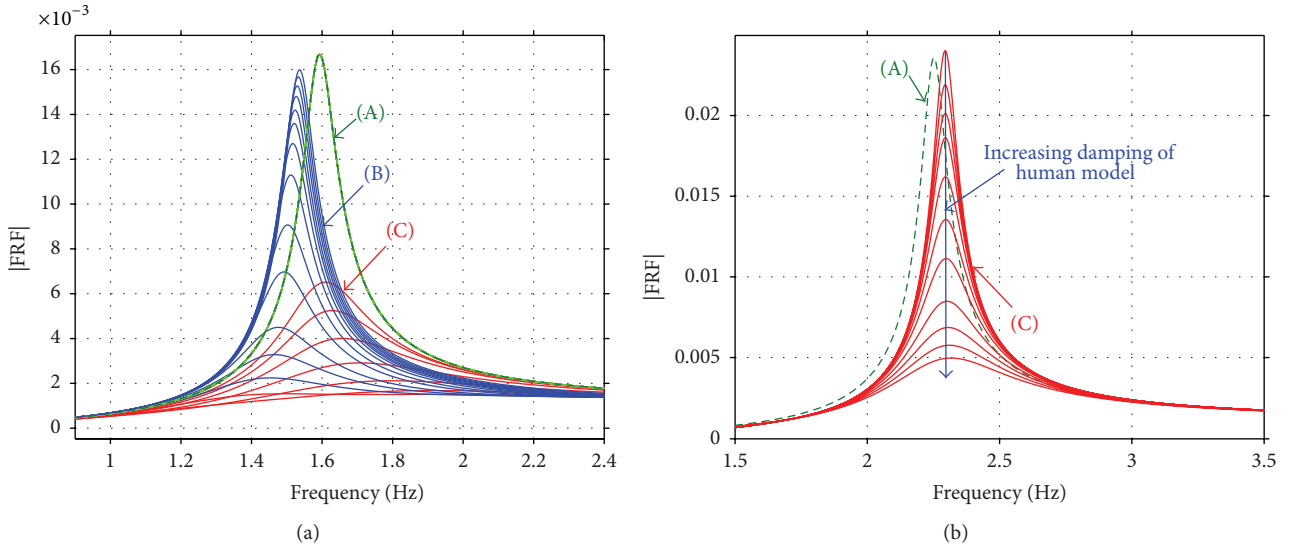 ×10⁻³
16
14
12
10
8
6
4
2
0
|FRF|
(A)
(B)
(C)
1
1.2
1.4
1.6
1.8
2
2.2
2.4
Frequency (Hz)
(a)
0.02
0.015
0.01
0.005
0
|FRF|
(A)
Increasing damping of
human model
(C)
1.5
2
2.5
3
3.5
Frequency (Hz)
(b)